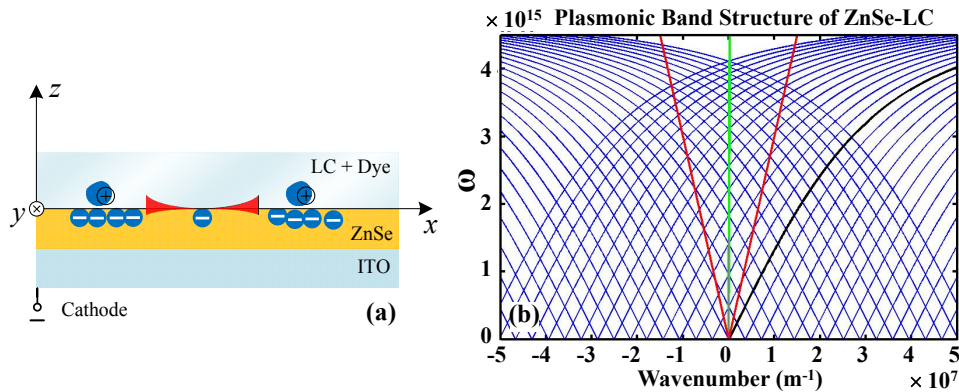 z
LC + Dye
+
+
y
x
ZnSe
ITO
Cathode
(a)
× 10¹⁵ Plasmonic Band Structure of ZnSe-LC
4
3
2
1
0
ω
(b)
-5 -4 -3 -2 -1 0 1 2 3 4 5
Wavenumber (m⁻¹) × 10⁷